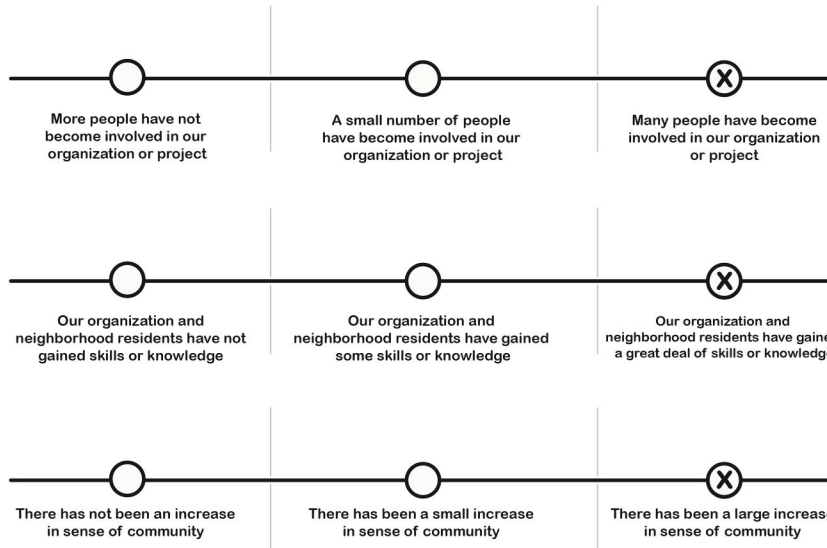 X
More people have not
become involved in our
organization or project
A small number of people
have become involved in our
organization or project
Many people have become
involved in our organization
or project
X
Our organization and
neighborhood residents have not
gained skills or knowledge
Our organization and
neighborhood residents have gained
some skills or knowledge
Our organization and
neighborhood residents have gaine
a great deal of skills or knowledge
X
There has not been an increase
in sense of community
There has been a small increase
in sense of community
There has been a large increase
in sense of community